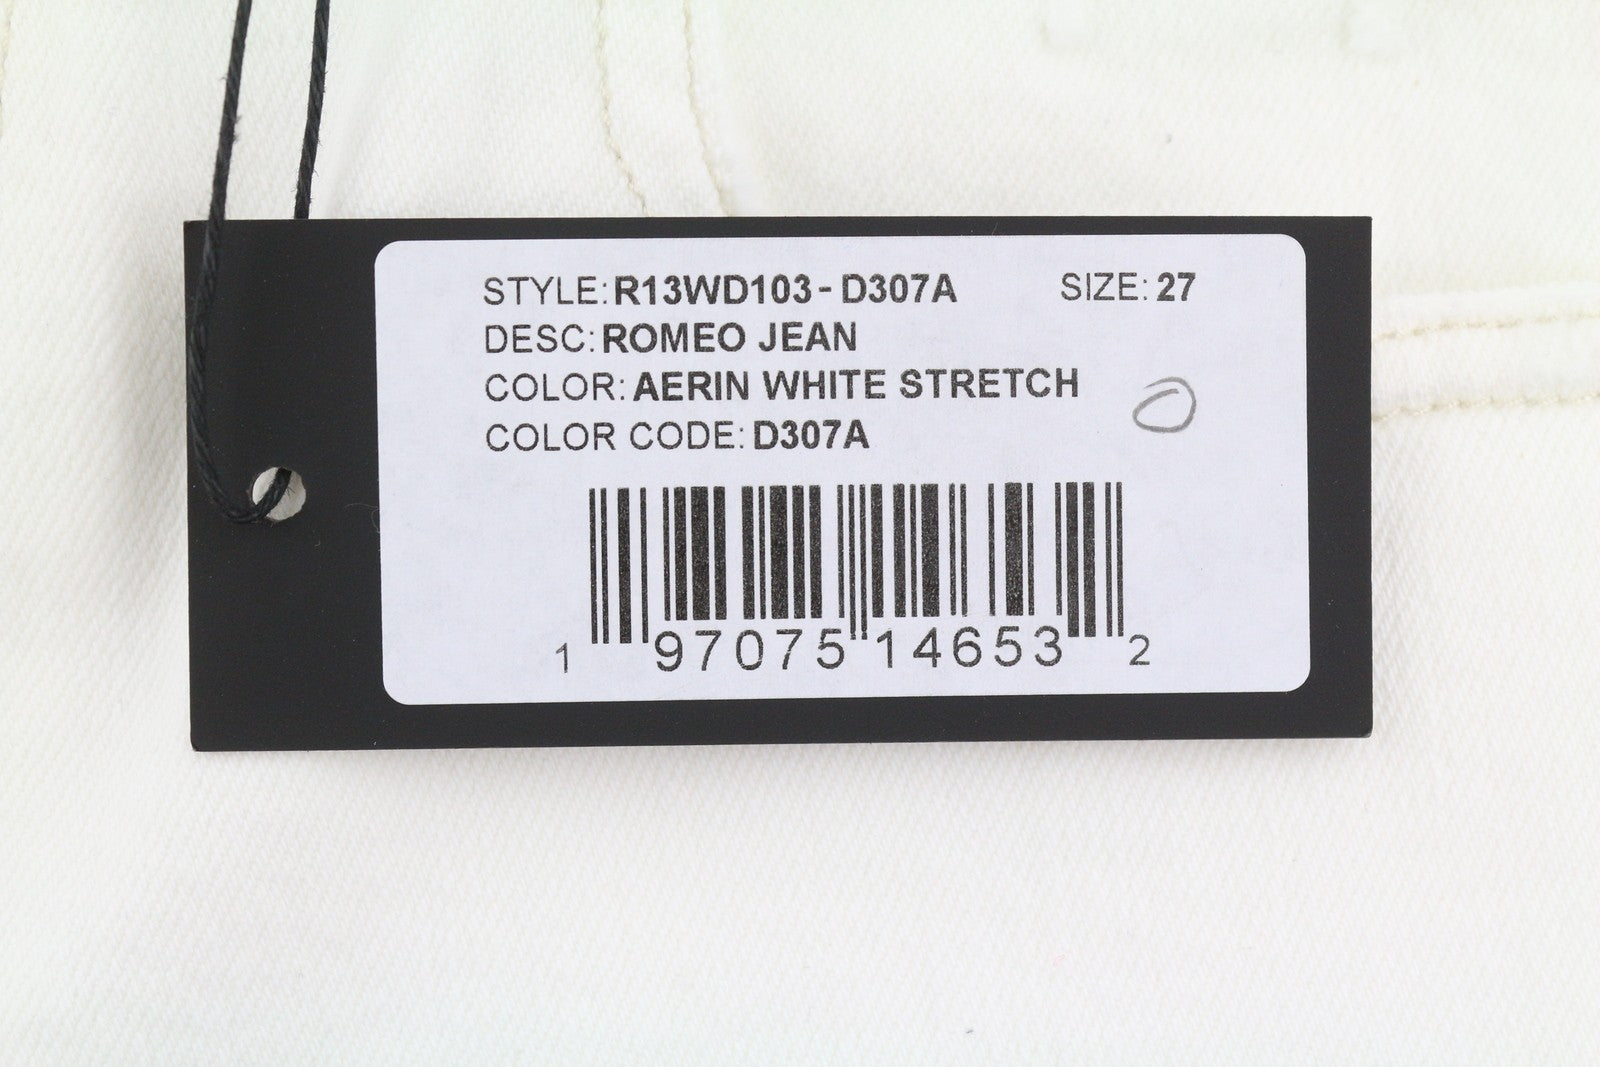 STYLE: R13WD103 - D307A SIZE: 27
DESC: ROMEO JEAN
COLOR: AERIN WHITE STRETCH
COLOR CODE: D307A
1 97075 14653 2